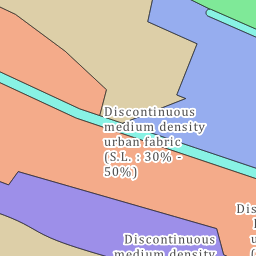 Discontinuous
medium density
urban fabric
(S.L. : 30% -
50%)
Dis
u
(S
Discontinuous
medium density